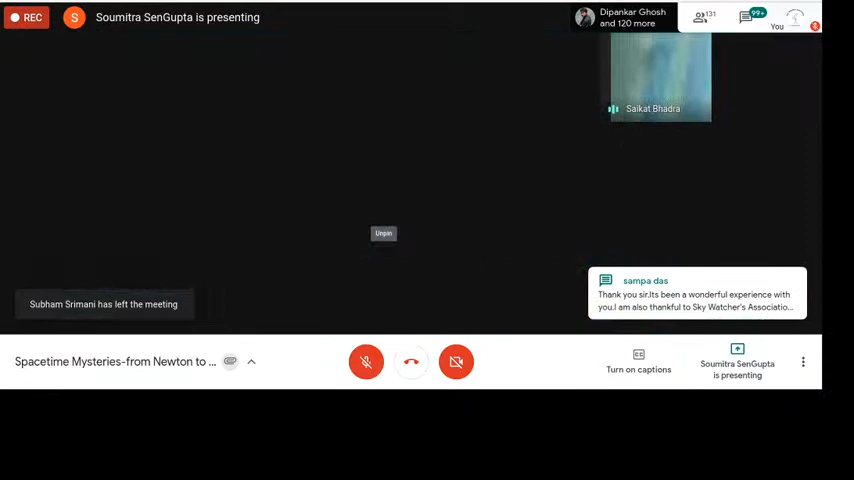 REC
S
Soumitra SenGupta is presenting
Dipankar Ghosh
and 120 more
131
99+
You
Saikat Bhadra
Unpin
Subham Srimani has left the meeting
sampa das
Thank you sir.Its been a wonderful experience with
you.I am also thankful to Sky Watcher's Associatio...
Spacetime Mysteries-from Newton to ...
Turn on captions
Soumitra SenGupta
is presenting